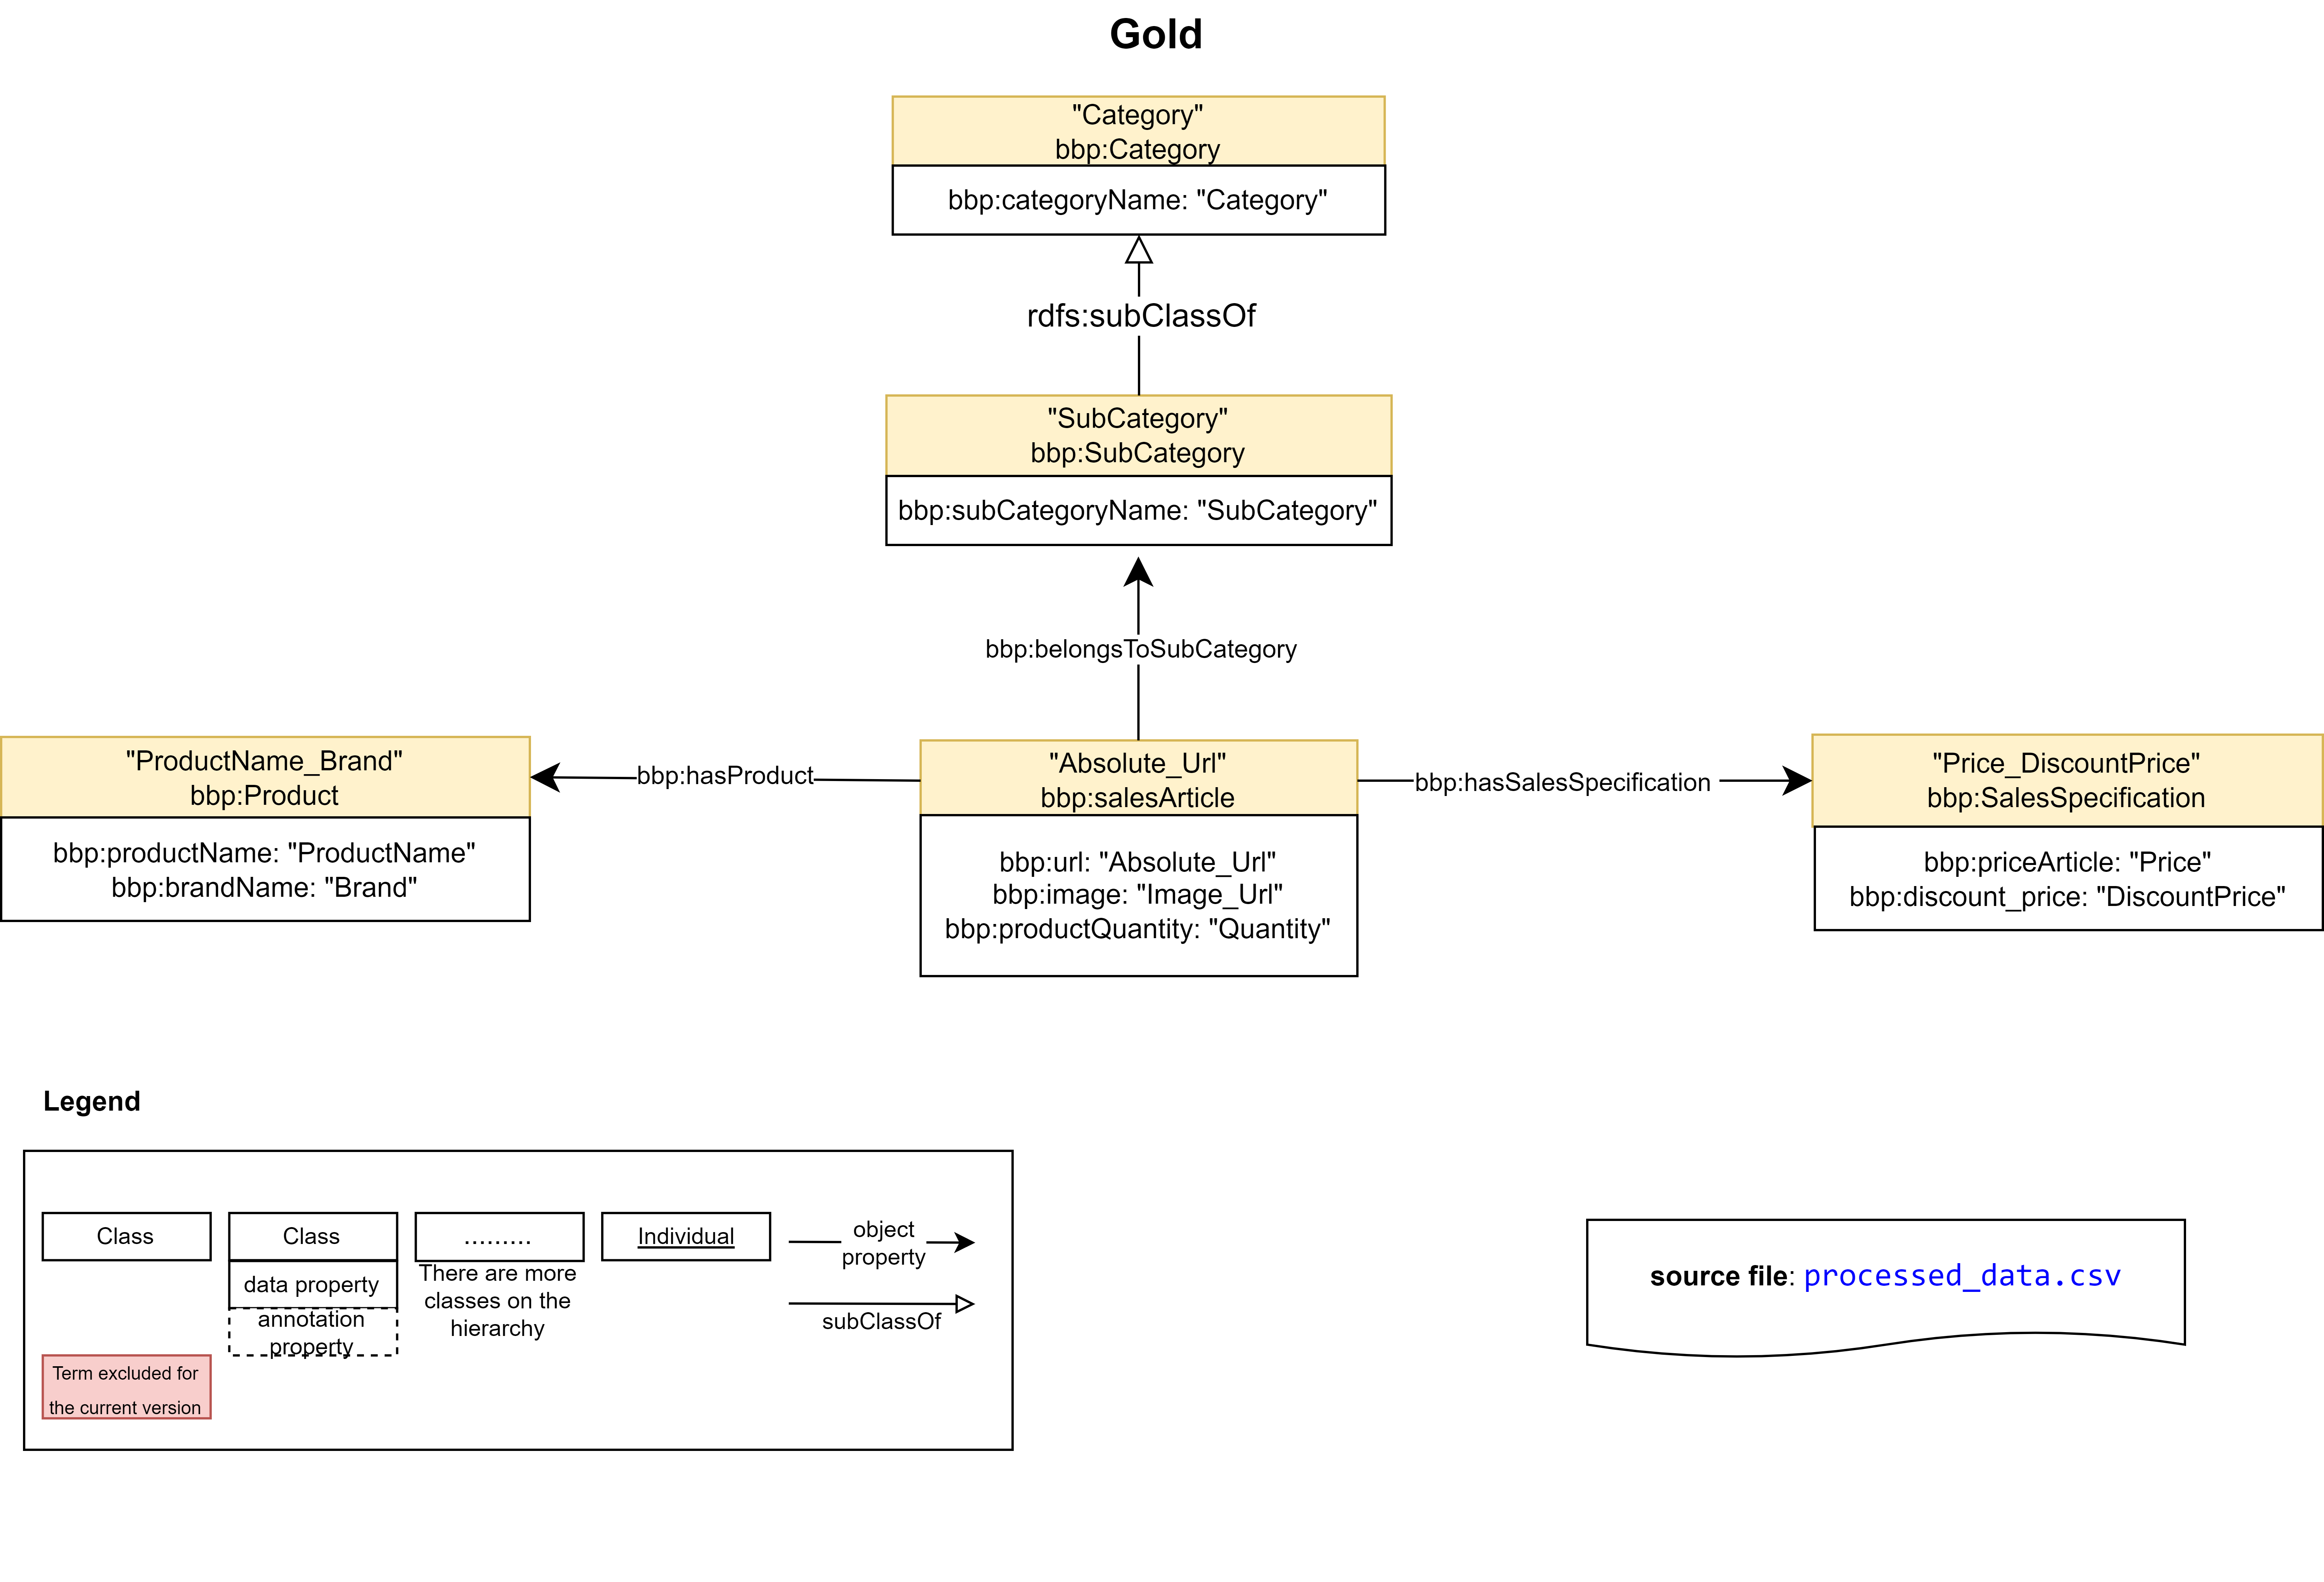 Gold
"Category"
bbp:Category
bbp:categoryName: "Category"
rdfs:subClassOf
"SubCategory"
bbp:SubCategory
bbp:subCategoryName: "SubCategory"
bbp:belongsToSubCategory
"ProductName_Brand"
bbp:Product
bbp:productName: "ProductName"
bbp:brandName: "Brand"
bbp:hasProduct
"Absolute_Url"
bbp:salesArticle
bbp:url: "Absolute_Url"
bbp:image: "Image_Url"
bbp:productQuantity: "Quantity"
bbp:hasSalesSpecification
"Price_DiscountPrice"
bbp:SalesSpecification
bbp:priceArticle: "Price"
bbp:discount_price: "DiscountPrice"
Legend
Class
Class
data property
annotation
property
.........
There are more
classes on the
hierarchy
Individual
object
property
subClassOf
Term excluded for
the current version
source file: processed_data.csv